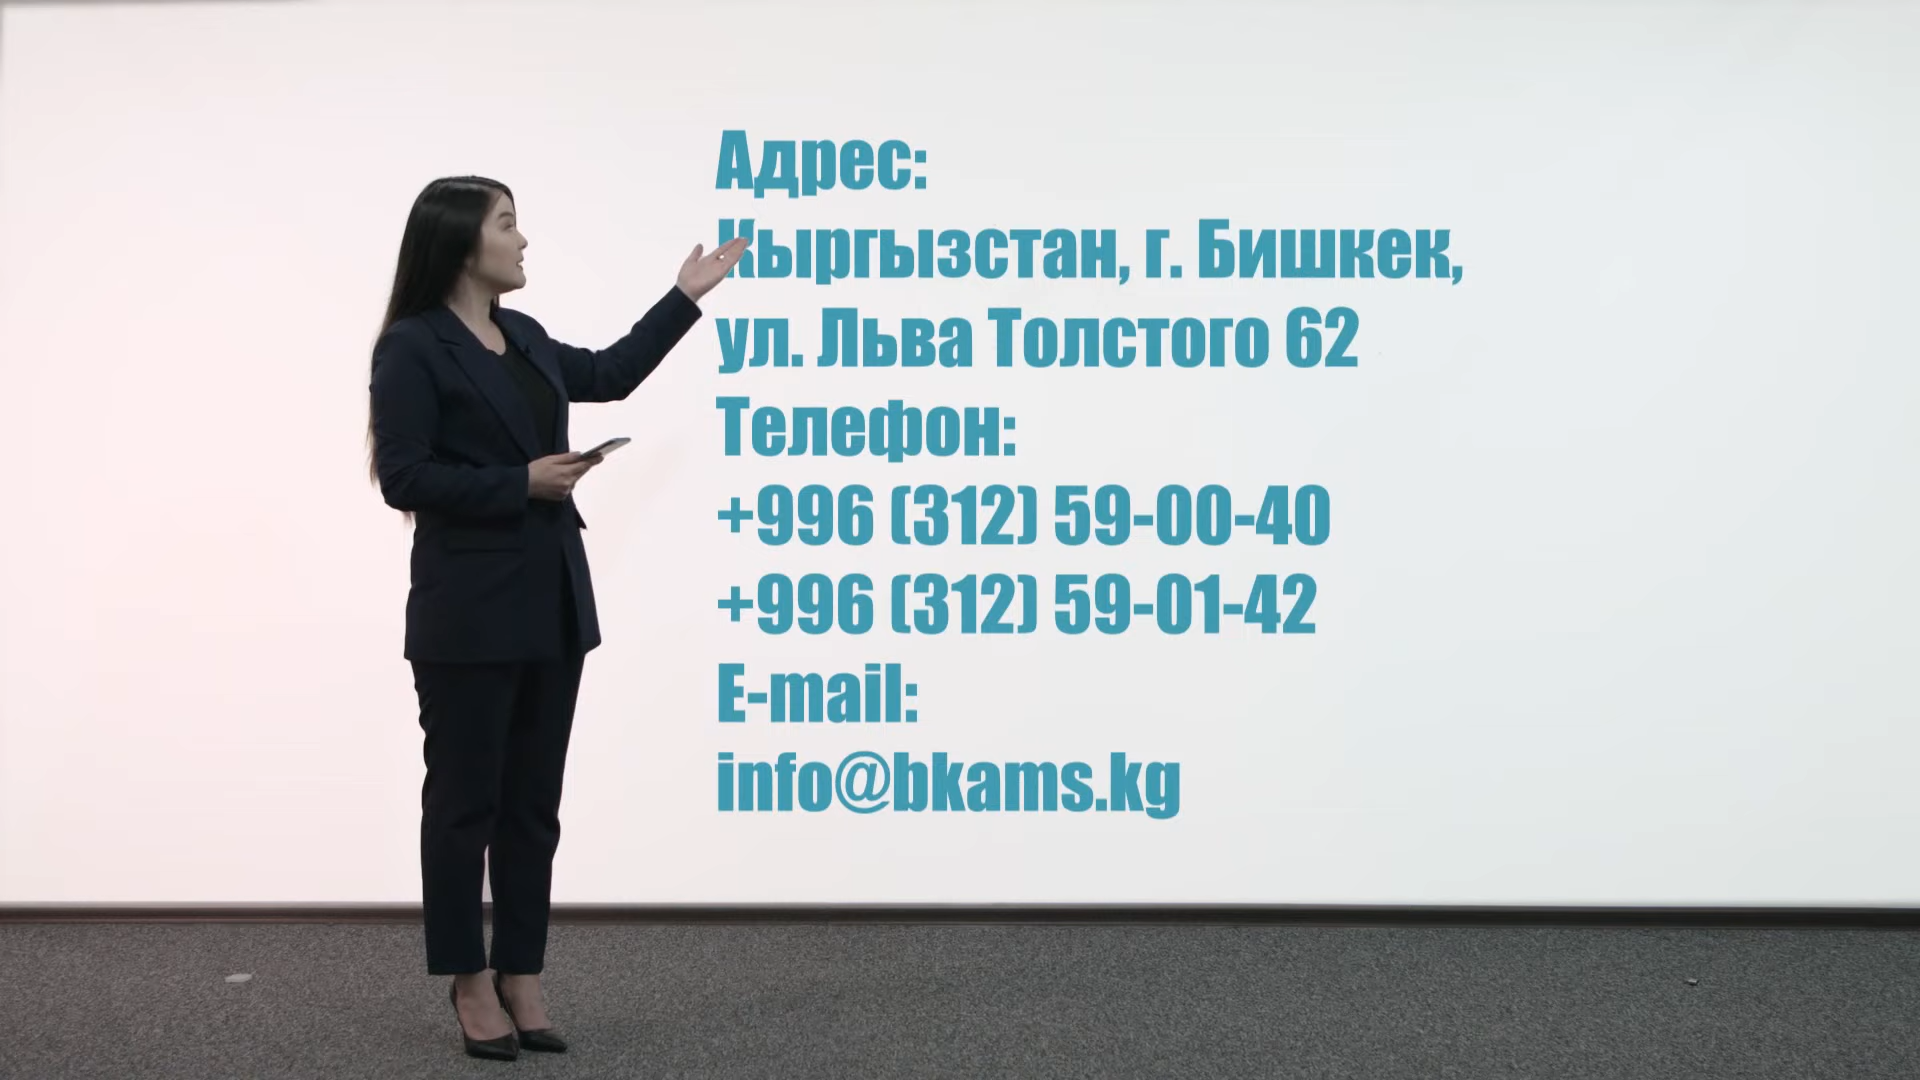 Адрес:
Кыргызстан, г. Бишкек,
ул. Льва Толстого 62
Телефон:
+996 (312) 59-00-40
+996 (312) 59-01-42
E-mail:
info@bkams.kg